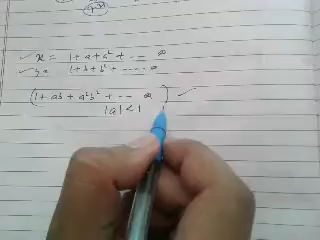 x = 1 + a + a² + ..... ∞
y = 1 + b + b² + ...... ∞
(1 + ab + a²b² + .... ∞)
|a| < 1